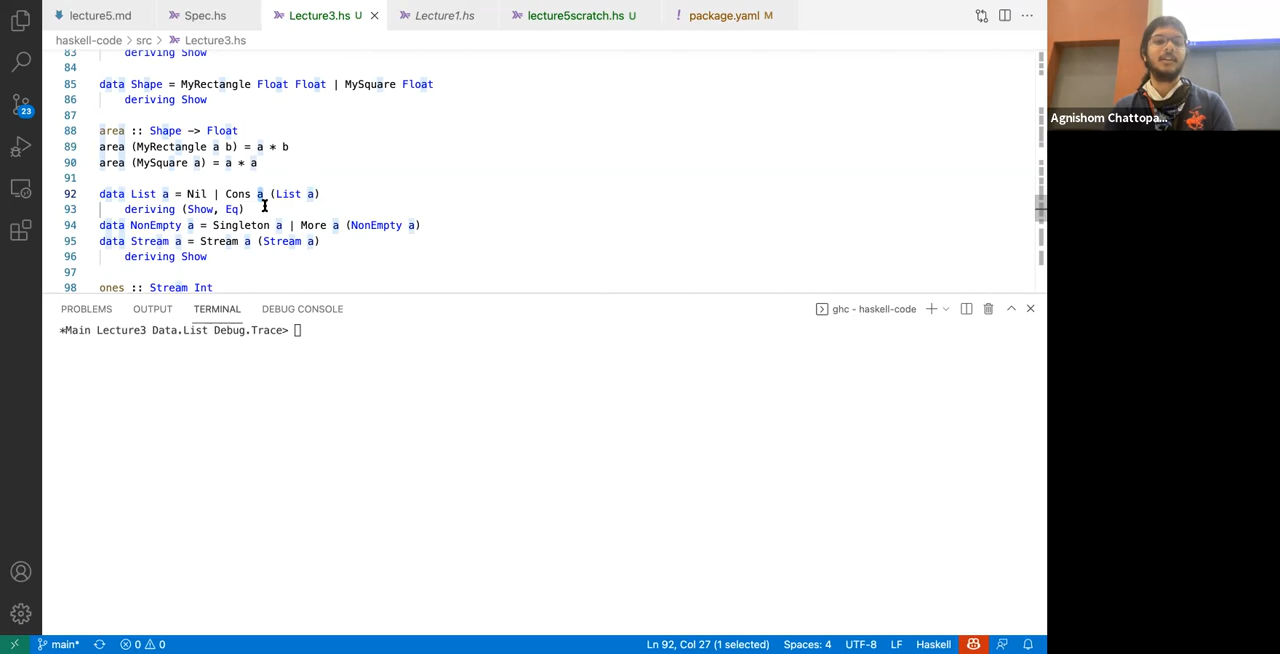 lecture5.md Spec.hs Lecture3.hs U Lecture1.hs lecture5scratch.hs U ! package.yaml M
haskell-code > src > Lecture3.hs
83 deriving Show
84
85 data Shape = MyRectangle Float Float | MySquare Float
86 deriving Show
87
88 area :: Shape -> Float
89 area (MyRectangle a b) = a * b
90 area (MySquare a) = a * a
91
92 data List a = Nil | Cons a (List a)
93 deriving (Show, Eq)
94 data NonEmpty a = Singleton a | More a (NonEmpty a)
95 data Stream a = Stream a (Stream a)
96 deriving Show
97
98 ones :: Stream Int
23
Agnishom Chattopa...
PROBLEMS OUTPUT TERMINAL DEBUG CONSOLE ghc - haskell-code
*Main Lecture3 Data.List Debug.Trace>
main* 0 0 Ln 92, Col 27 (1 selected) Spaces: 4 UTF-8 LF Haskell